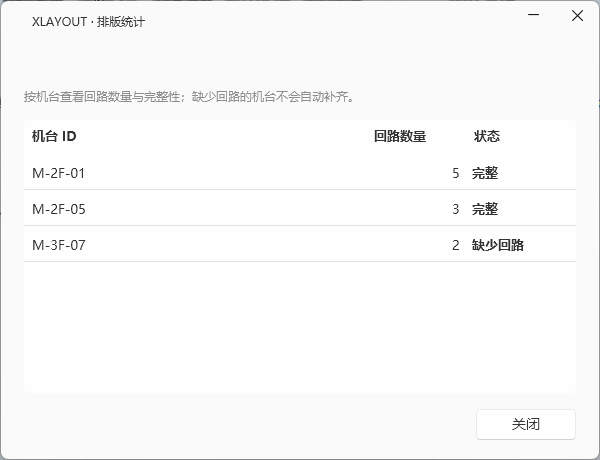 XLAYOUT · 排版统计
按机台查看回路数量与完整性；缺少回路的机台不会自动补齐。
机台 ID 回路数量 状态
M-2F-01 5 完整
M-2F-05 3 完整
M-3F-07 2 缺少回路
关闭